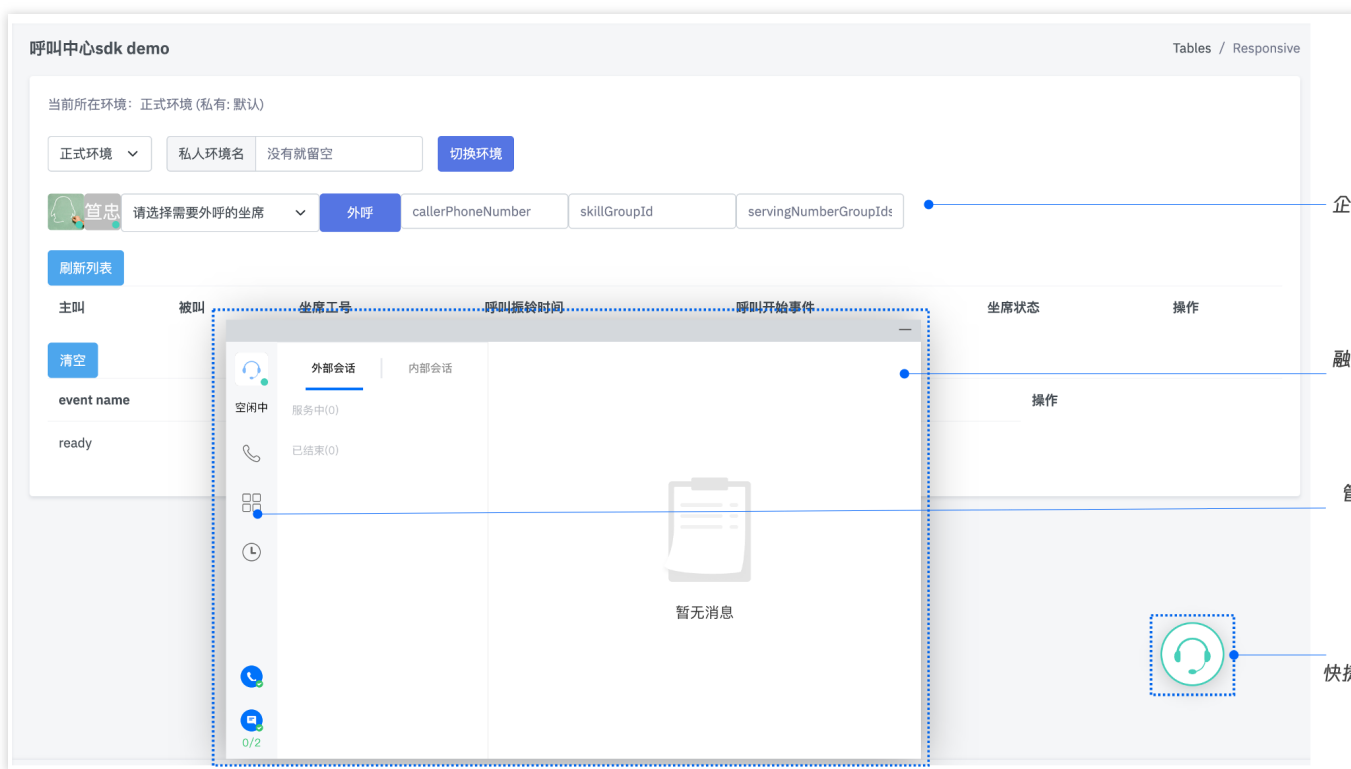 呼叫中心sdk demo
Tables / Responsive
当前所在环境：正式环境 (私有: 默认)
正式环境 私人环境名 没有就留空 切换环境
笪忠 请选择需要外呼的坐席 外呼 callerPhoneNumber skillGroupId servingNumberGroupIds
企
刷新列表
主叫 被叫 坐席工号 呼叫振铃时间 呼叫开始事件 坐席状态 操作
清空
外部会话 内部会话
融
event name
操作
空闲中
服务中(0)
ready
已结束(0)
暂无消息
快捷
0/2